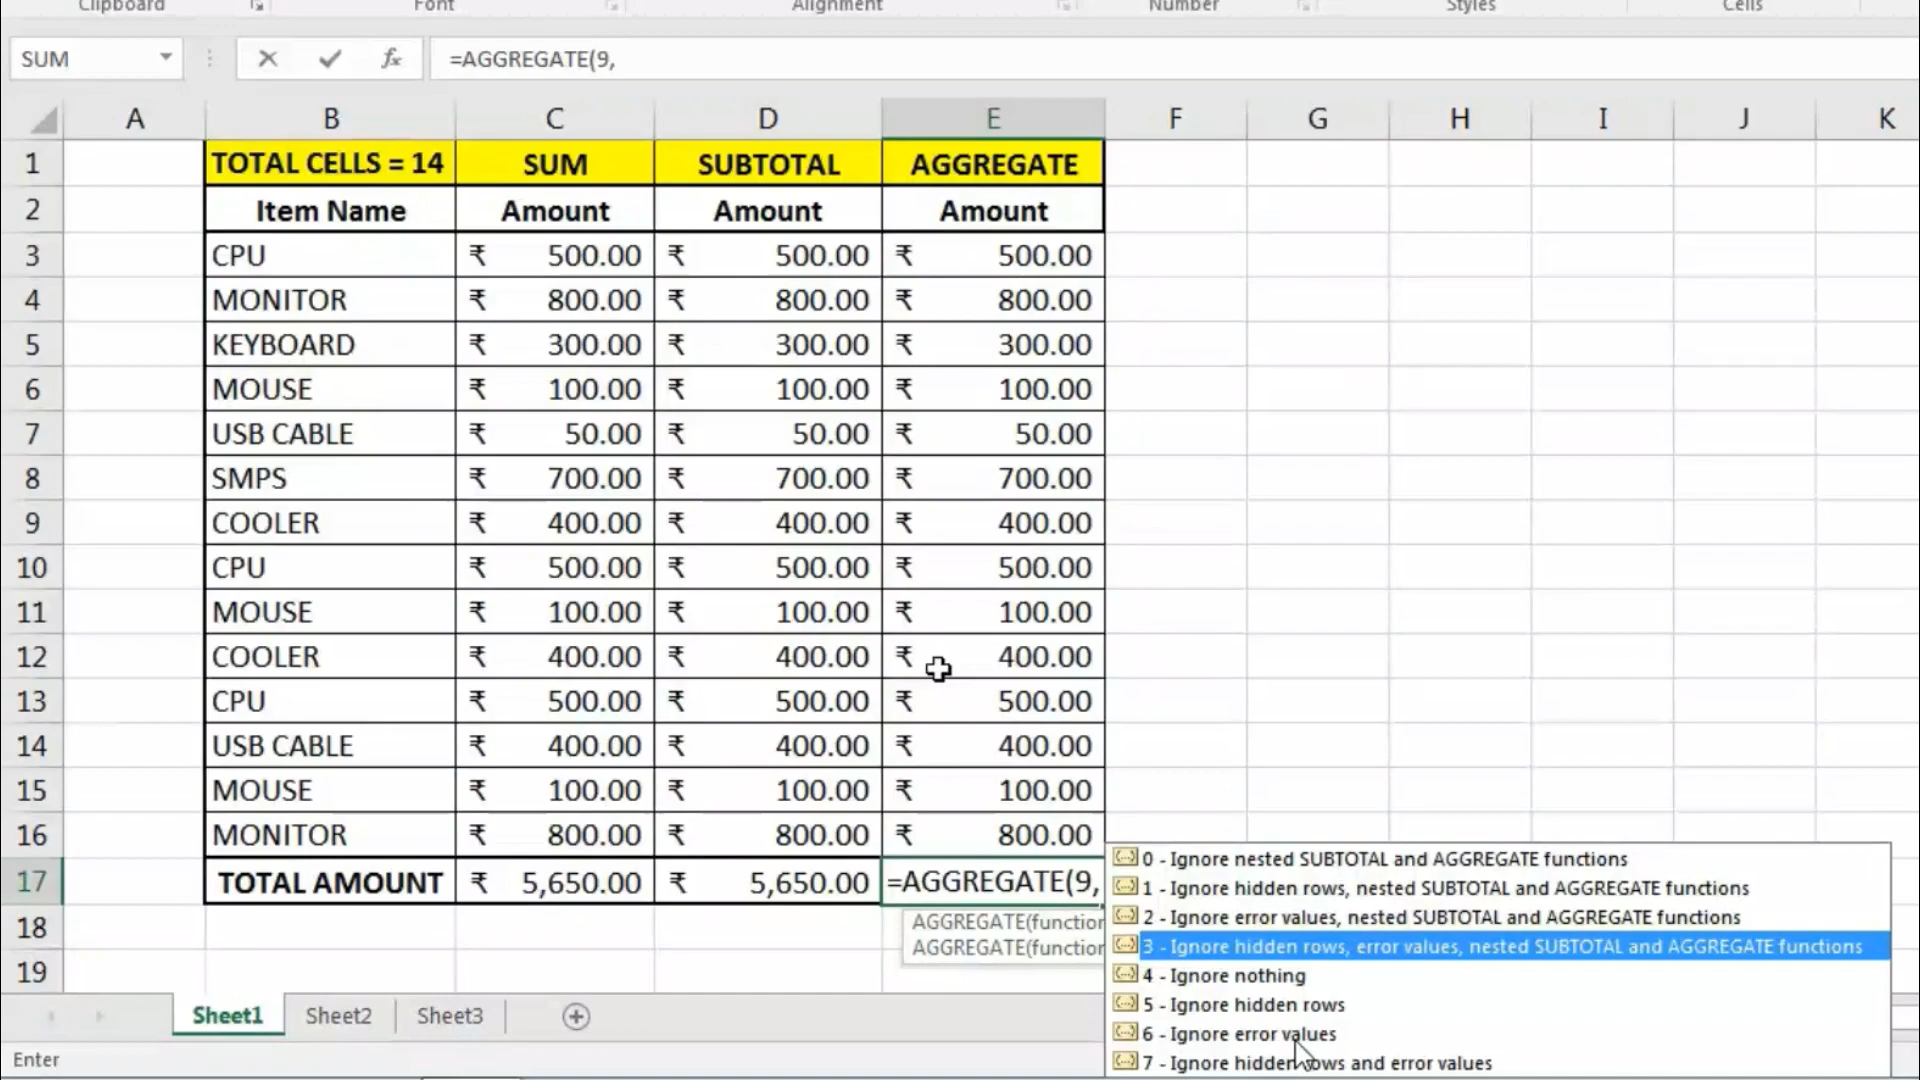 Clipboard Font Alignment Number Styles Cells
SUM =AGGREGATE(9,
A B C D E F G H I J K
1 TOTAL CELLS = 14 SUM SUBTOTAL AGGREGATE
2 Item Name Amount Amount Amount
3 CPU ₹ 500.00 ₹ 500.00 ₹ 500.00
4 MONITOR ₹ 800.00 ₹ 800.00 ₹ 800.00
5 KEYBOARD ₹ 300.00 ₹ 300.00 ₹ 300.00
6 MOUSE ₹ 100.00 ₹ 100.00 ₹ 100.00
7 USB CABLE ₹ 50.00 ₹ 50.00 ₹ 50.00
8 SMPS ₹ 700.00 ₹ 700.00 ₹ 700.00
9 COOLER ₹ 400.00 ₹ 400.00 ₹ 400.00
10 CPU ₹ 500.00 ₹ 500.00 ₹ 500.00
11 MOUSE ₹ 100.00 ₹ 100.00 ₹ 100.00
12 COOLER ₹ 400.00 ₹ 400.00 ₹ 400.00
13 CPU ₹ 500.00 ₹ 500.00 ₹ 500.00
14 USB CABLE ₹ 400.00 ₹ 400.00 ₹ 400.00
15 MOUSE ₹ 100.00 ₹ 100.00 ₹ 100.00
16 MONITOR ₹ 800.00 ₹ 800.00 ₹ 800.00
17 TOTAL AMOUNT ₹ 5,650.00 ₹ 5,650.00 =AGGREGATE(9,
18 AGGREGATE(function
AGGREGATE(function
19
0 - Ignore nested SUBTOTAL and AGGREGATE functions
1 - Ignore hidden rows, nested SUBTOTAL and AGGREGATE functions
2 - Ignore error values, nested SUBTOTAL and AGGREGATE functions
3 - Ignore hidden rows, error values, nested SUBTOTAL and AGGREGATE functions
4 - Ignore nothing
5 - Ignore hidden rows
6 - Ignore error values
7 - Ignore hidden rows and error values
Sheet1 Sheet2 Sheet3
Enter